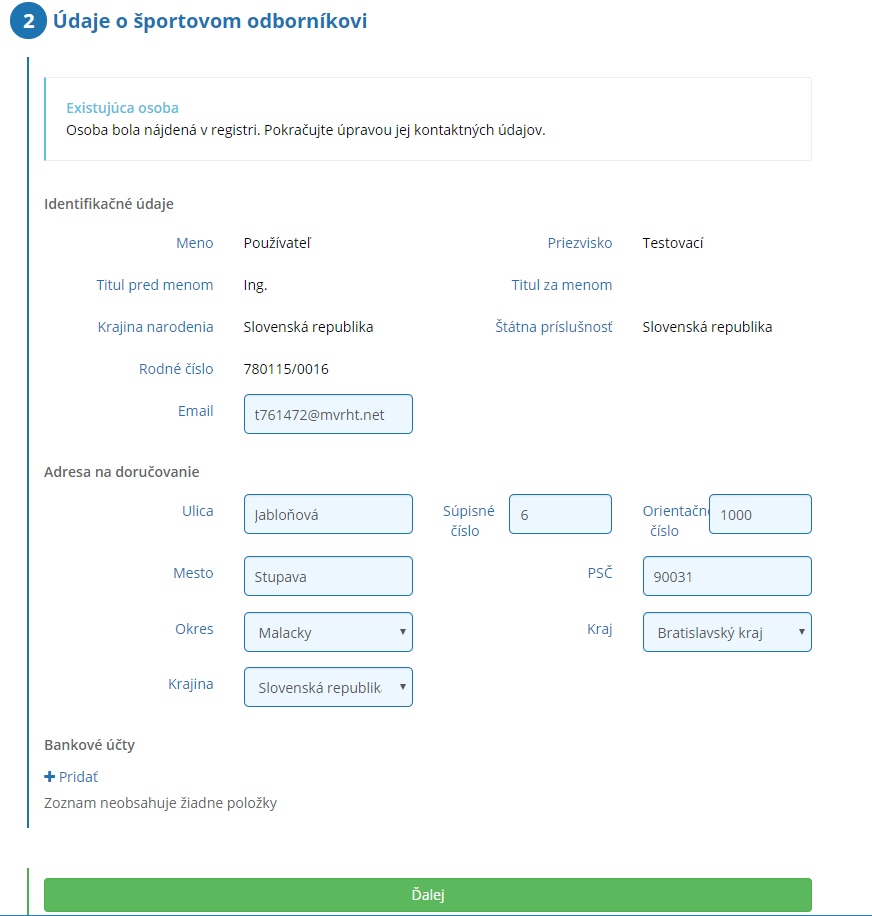 2 Údaje o športovom odborníkovi
Existujúca osoba
Osoba bola nájdená v registri. Pokračujte úpravou jej kontaktných údajov.
Identifikačné údaje
Meno Používateľ Priezvisko Testovací
Titul pred menom Ing. Titul za menom
Krajina narodenia Slovenská republika Štátna príslušnosť Slovenská republika
Rodné číslo 780115/0016
Email t761472@mvrht.net
Adresa na doručovanie
Ulica Jabloňová Súpisné číslo 6 Orientačn číslo 1000
Mesto Stupava PSČ 90031
Okres Malacky Kraj Bratislavský kraj
Krajina Slovenská republik
Bankové účty
+ Pridať
Zoznam neobsahuje žiadne položky
Ďalej